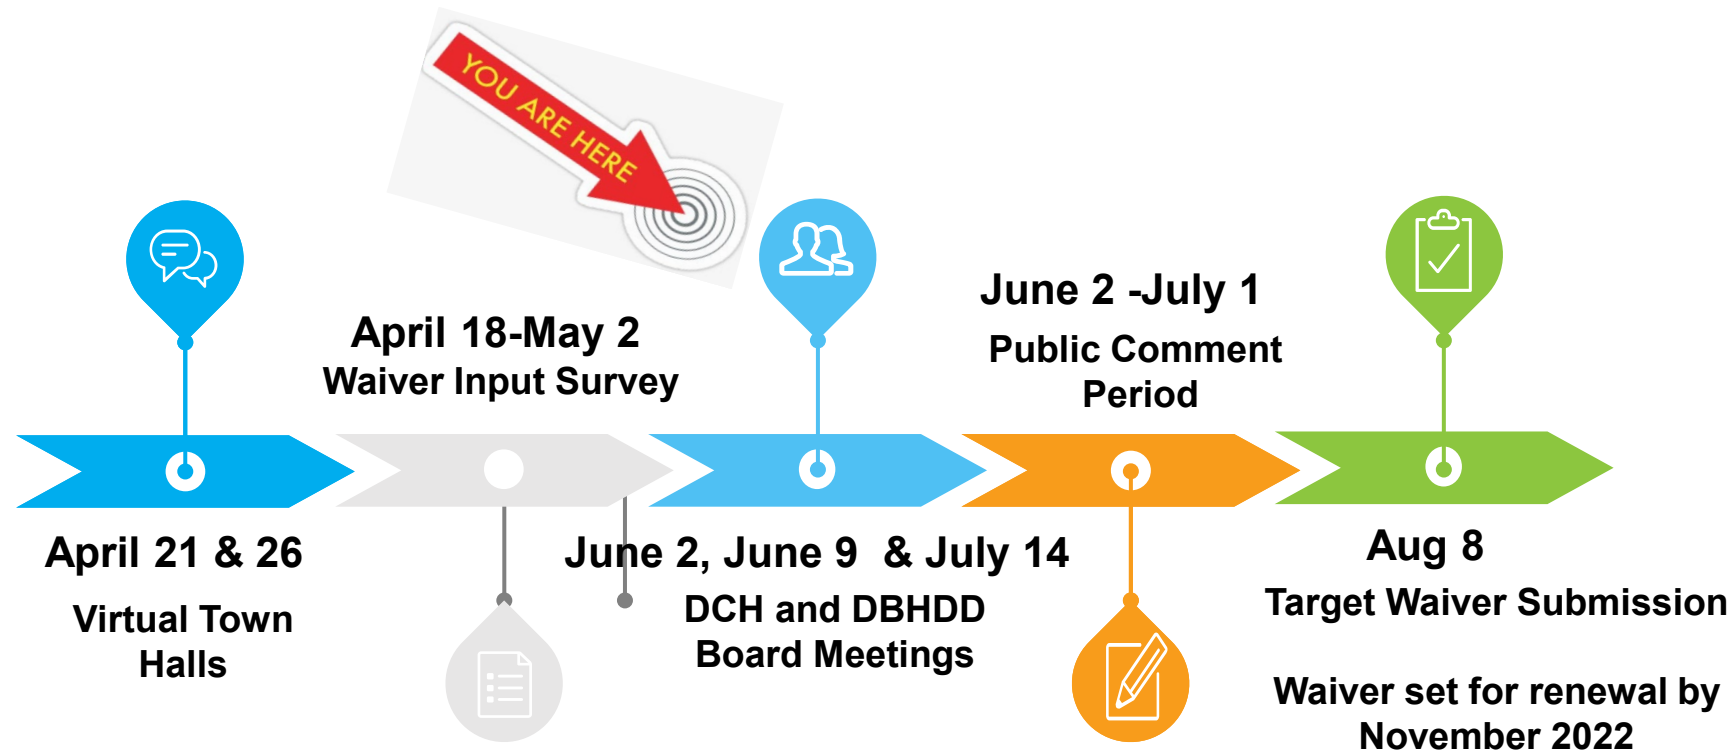 YOU ARE HERE
April 21 & 26
Virtual Town
Halls
April 18-May 2
Waiver Input Survey
June 2, June 9  & July 14
DCH and DBHDD
Board Meetings
June 2 -July 1
Public Comment
Period
Aug 8
Target Waiver Submission
Waiver set for renewal by
November 2022